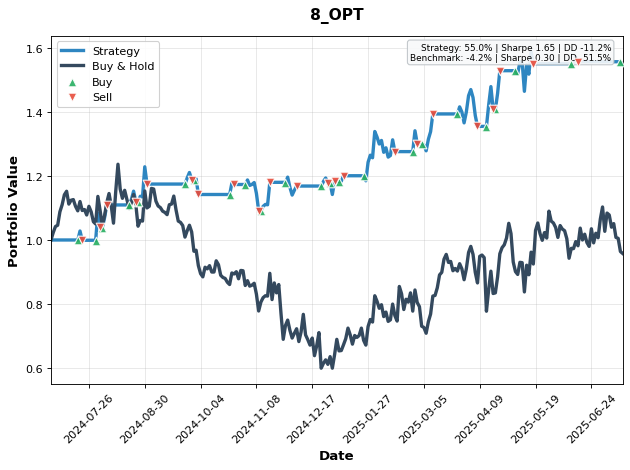 8_OPT
Strategy: 55.0% | Sharpe 1.65 | DD -11.2%
Benchmark: -4.2% | Sharpe 0.30 | DD -51.5%
Strategy
Buy & Hold
Buy
Sell
Portfolio Value
1.6
1.4
1.2
1.0
0.8
0.6
2024-07-26
2024-08-30
2024-10-04
2024-11-08
2024-12-17
2025-01-27
2025-03-05
2025-04-09
2025-05-19
2025-06-24
Date